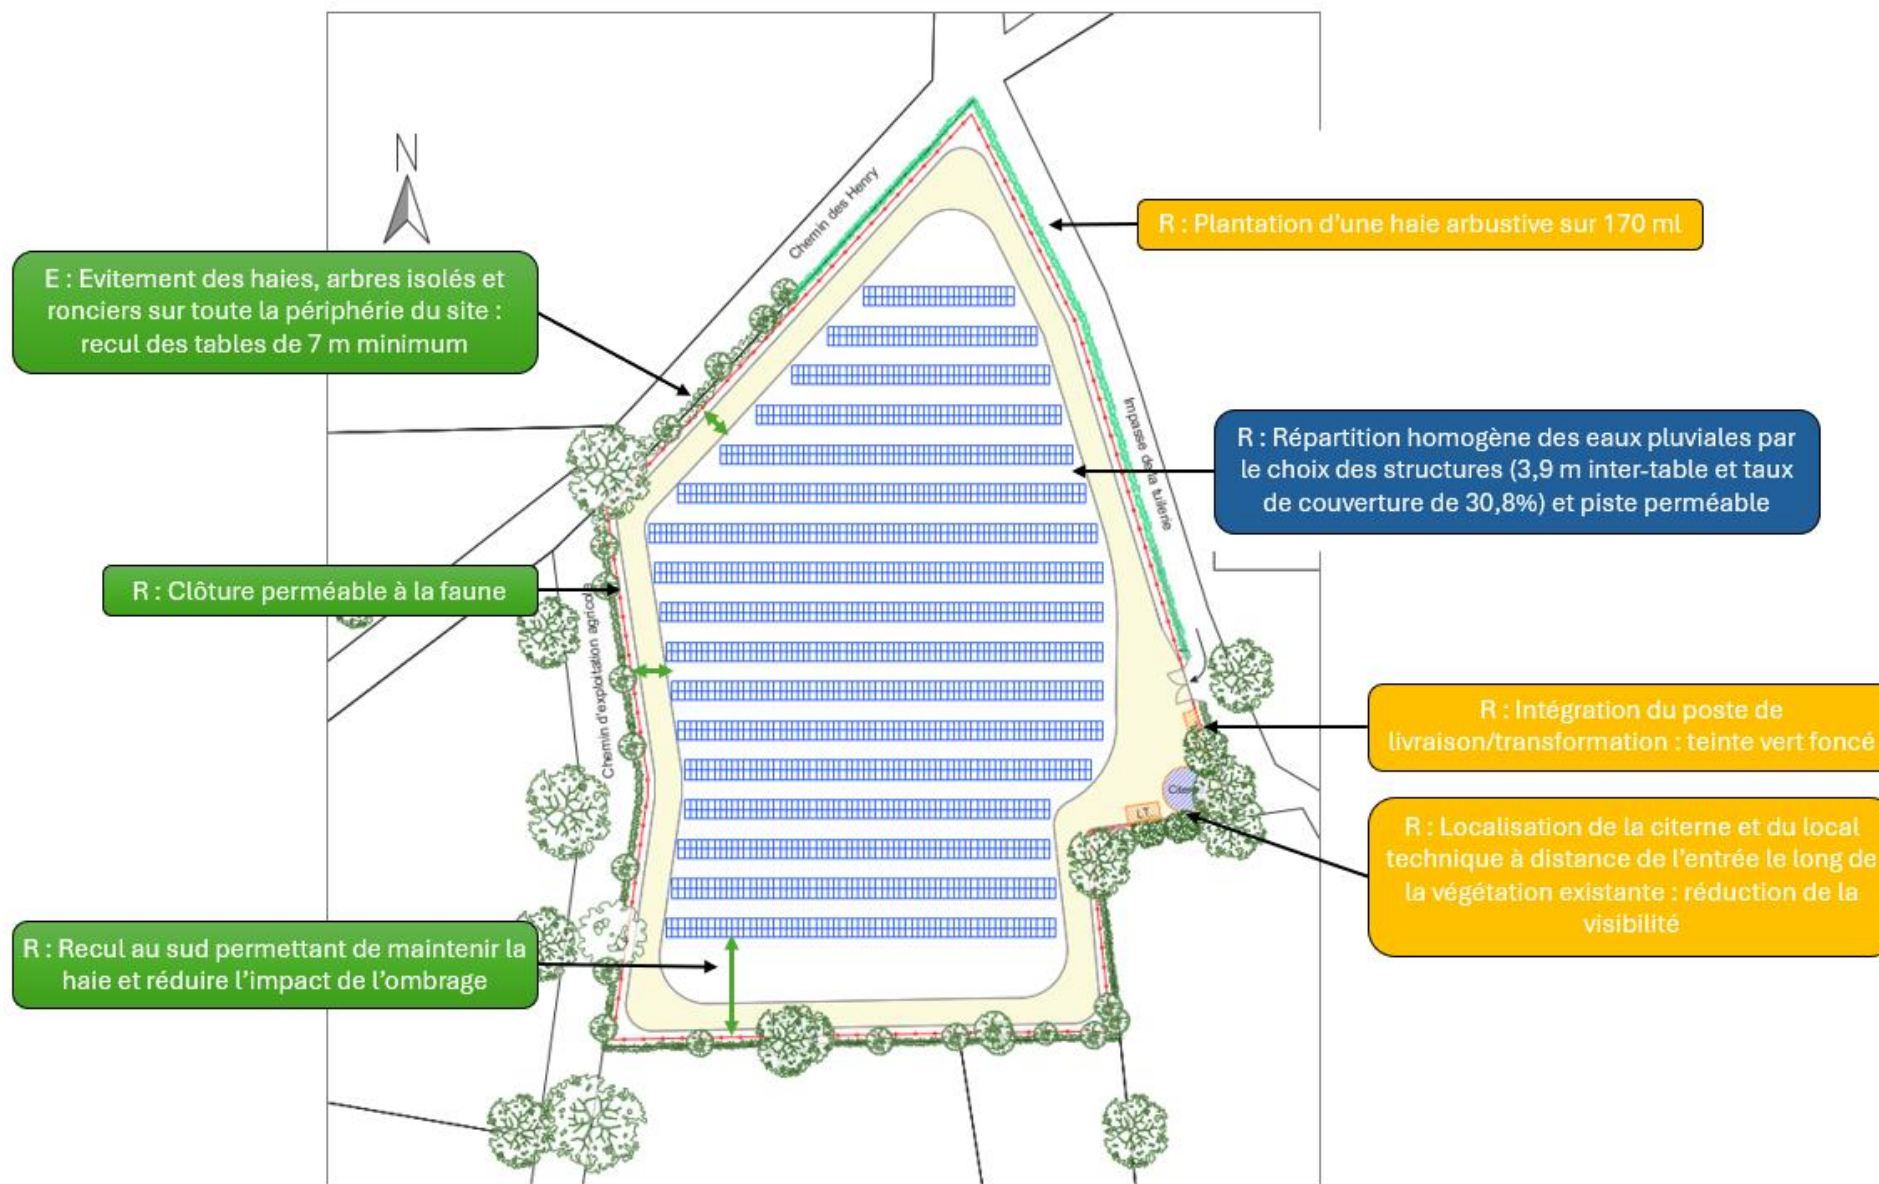 N
Chemin des Henry
R : Plantation d'une haie arbustive sur 170 ml
E : Evitement des haies, arbres isolés et
ronciers sur toute la périphérie du site :
recul des tables de 7 m minimum
Impasse de la tuilerie
R : Répartition homogène des eaux pluviales par
le choix des structures (3,9 m inter-table et taux
de couverture de 30,8%) et piste perméable
R : Clôture perméable à la faune
Chemin d'exploitation agricole
R : Intégration du poste de
livraison/transformation : teinte vert foncé
Citerne
L.T.
R : Localisation de la citerne et du local
technique à distance de l'entrée le long de
la végétation existante : réduction de la
visibilité
R : Recul au sud permettant de maintenir la
haie et réduire l'impact de l'ombrage